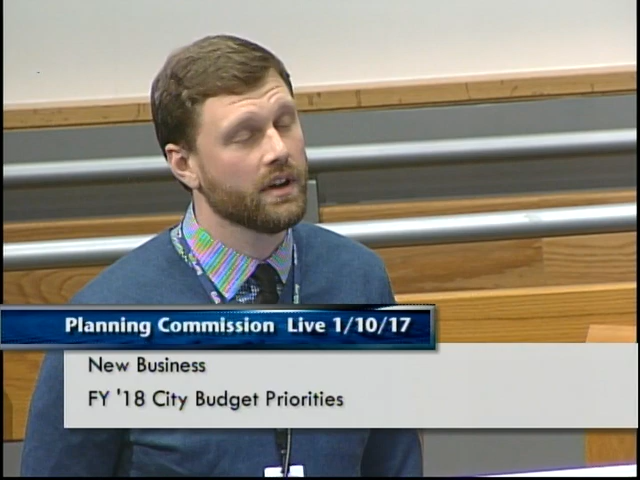 Planning Commission Live 1/10/17
New Business
FY '18 City Budget Priorities